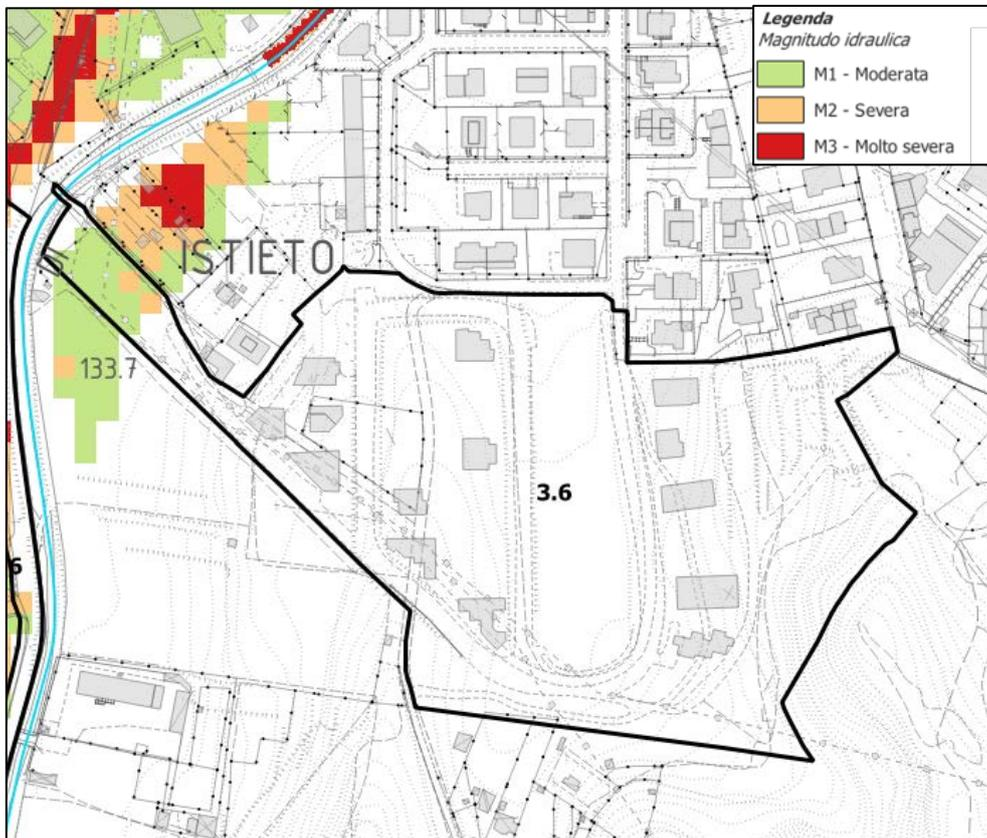 Legenda
Magnitudo idraulica
M1 - Moderata
M2 - Severa
M3 - Molto severa
ISTIETO
133.7
3.6
6